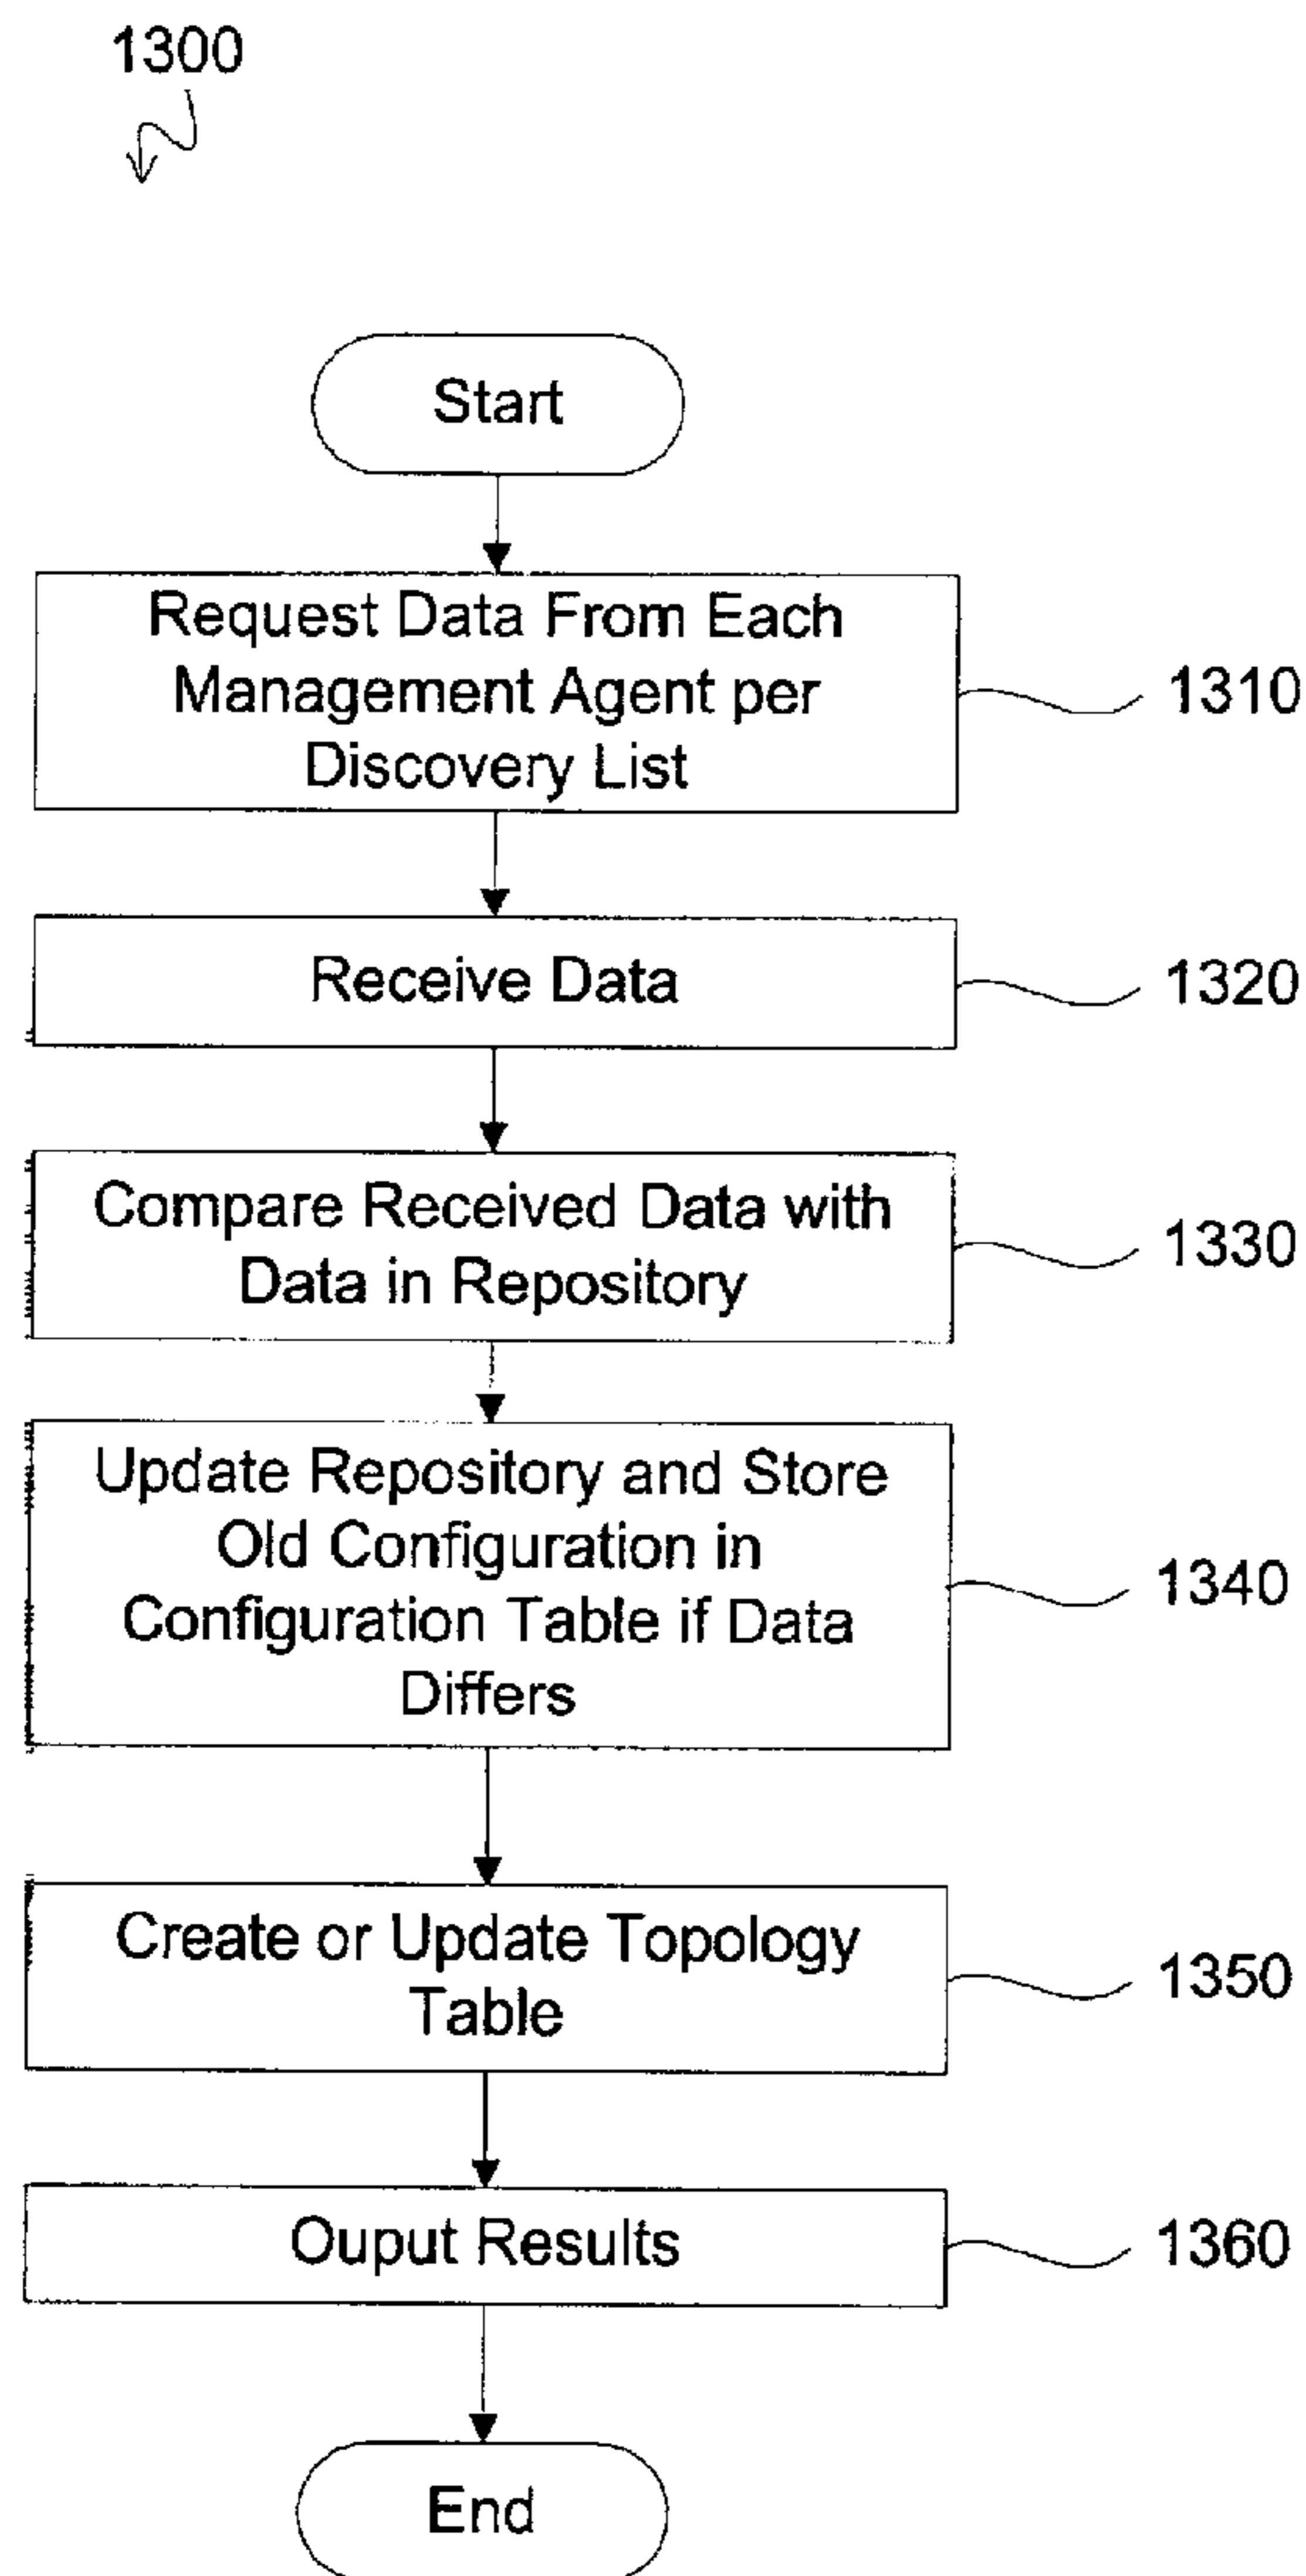 1300
Start
Request Data From Each
Management Agent per
Discovery List
1310
Receive Data
1320
Compare Received Data with
Data in Repository
1330
Update Repository and Store
Old Configuration in
Configuration Table if Data
Differs
1340
Create or Update Topology
Table
1350
Ouput Results
1360
End